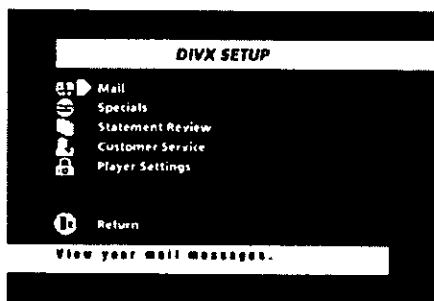 DIVX SETUP
Mail
Specials
Statement Review
Customer Service
Player Settings
Return
View your mail messages.